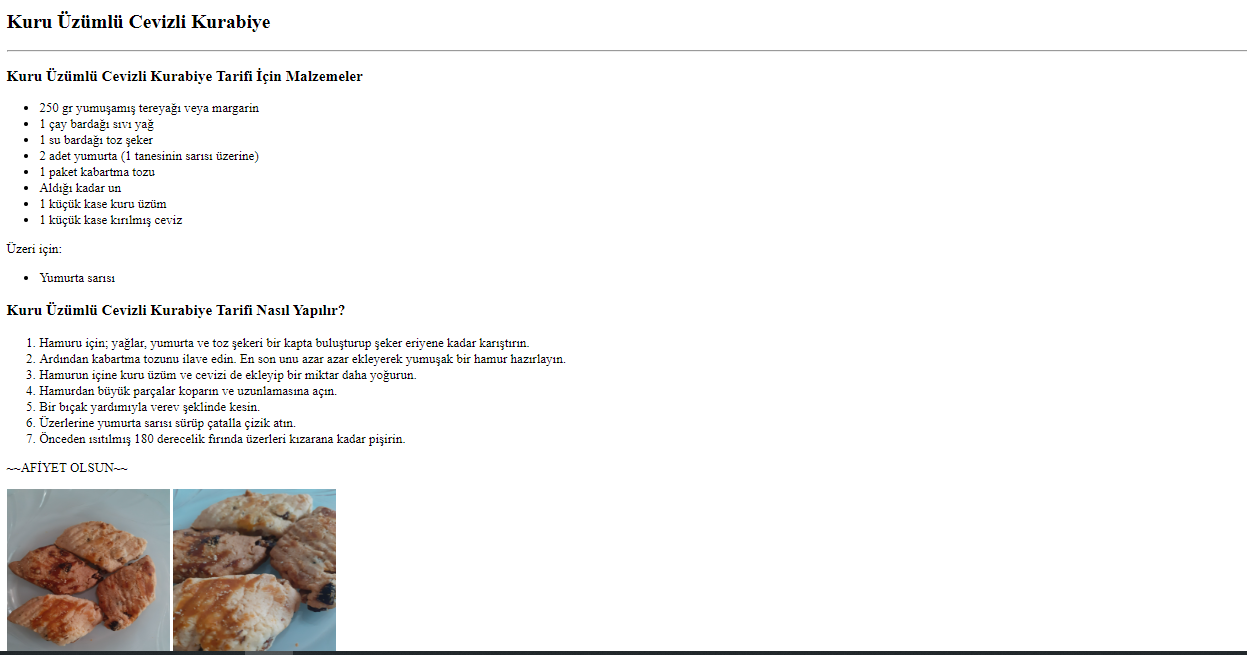 Kuru Üzümlü Cevizli Kurabiye
Kuru Üzümlü Cevizli Kurabiye Tarifi İçin Malzemeler
• 250 gr yumuşamış tereyağı veya margarin
• 1 çay bardağı sıvı yağ
• 1 su bardağı toz şeker
• 2 adet yumurta (1 tanesinin sarısı üzerine)
• 1 paket kabartma tozu
• Aldığı kadar un
• 1 küçük kase kuru üzüm
• 1 küçük kase kırılmış ceviz
Üzeri için:
• Yumurta sarısı
Kuru Üzümlü Cevizli Kurabiye Tarifi Nasıl Yapılır?
1. Hamuru için; yağlar, yumurta ve toz şekeri bir kapta buluşturup şeker eriyene kadar karıştırın.
2. Ardından kabartma tozunu ilave edin. En son unu azar azar ekleyerek yumuşak bir hamur hazırlayın.
3. Hamurun içine kuru üzüm ve cevizi de ekleyip bir miktar daha yoğurun.
4. Hamurdan büyük parçalar koparın ve uzunlamasına açın.
5. Bir bıçak yardımıyla verev şeklinde kesin.
6. Üzerlerine yumurta sarısı sürüp çatalla çizik atın.
7. Önceden ısıtılmış 180 derecelik fırında üzerleri kızarana kadar pişirin.
~~AFİYET OLSUN~~